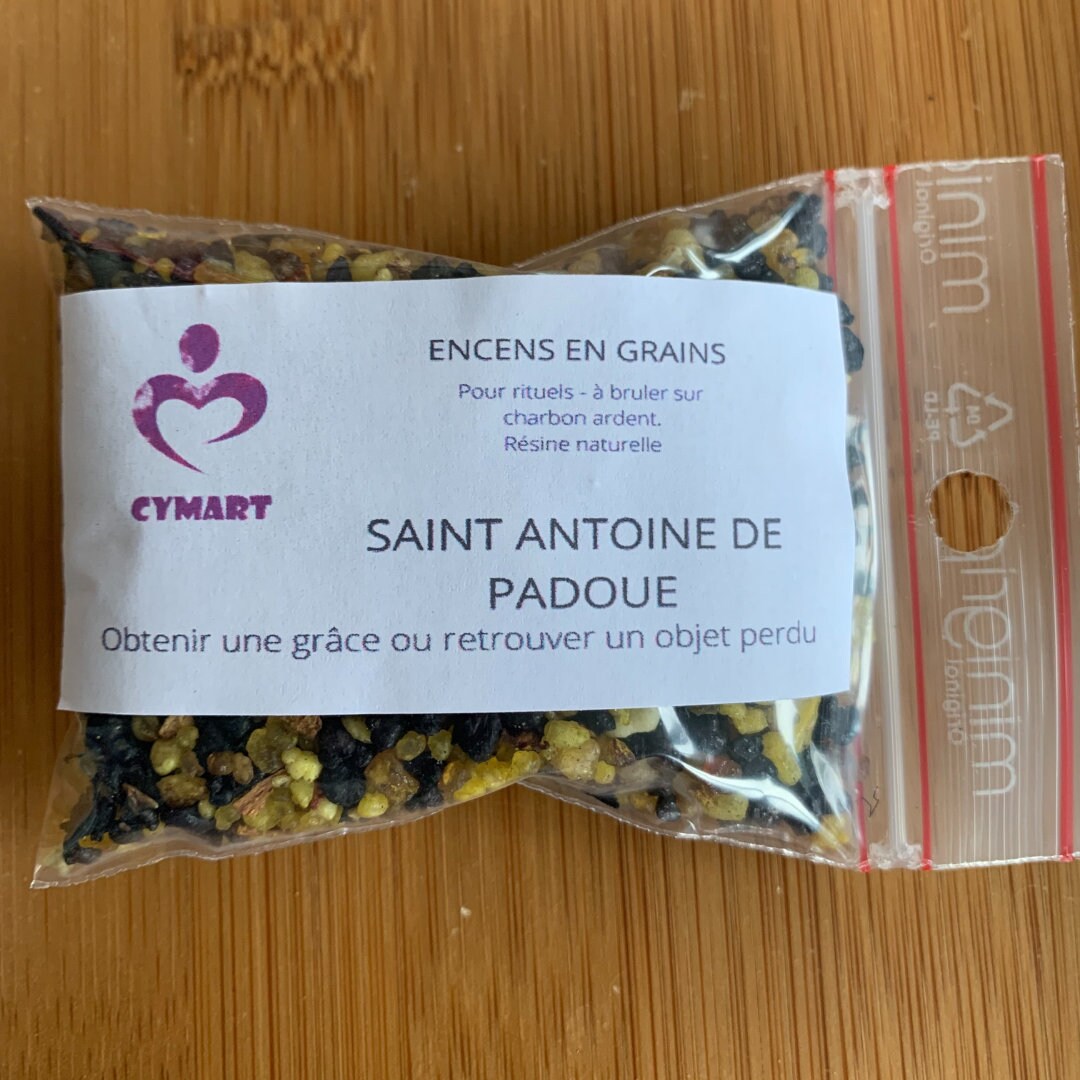 ENCENS EN GRAINS
Pour rituels - à bruler sur
charbon ardent.
Résine naturelle
CYMART
SAINT ANTOINE DE
PADOUE
Obtenir une grâce ou retrouver un objet perdu